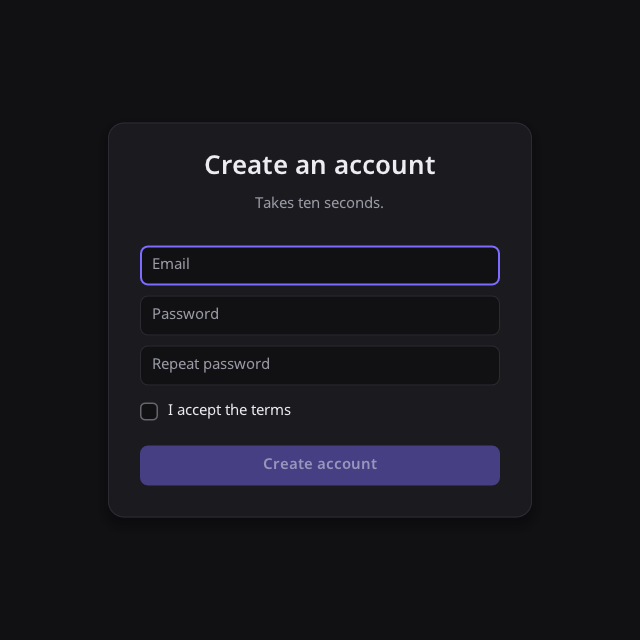 Create an account
Takes ten seconds.
Email
Password
Repeat password
I accept the terms
Create account